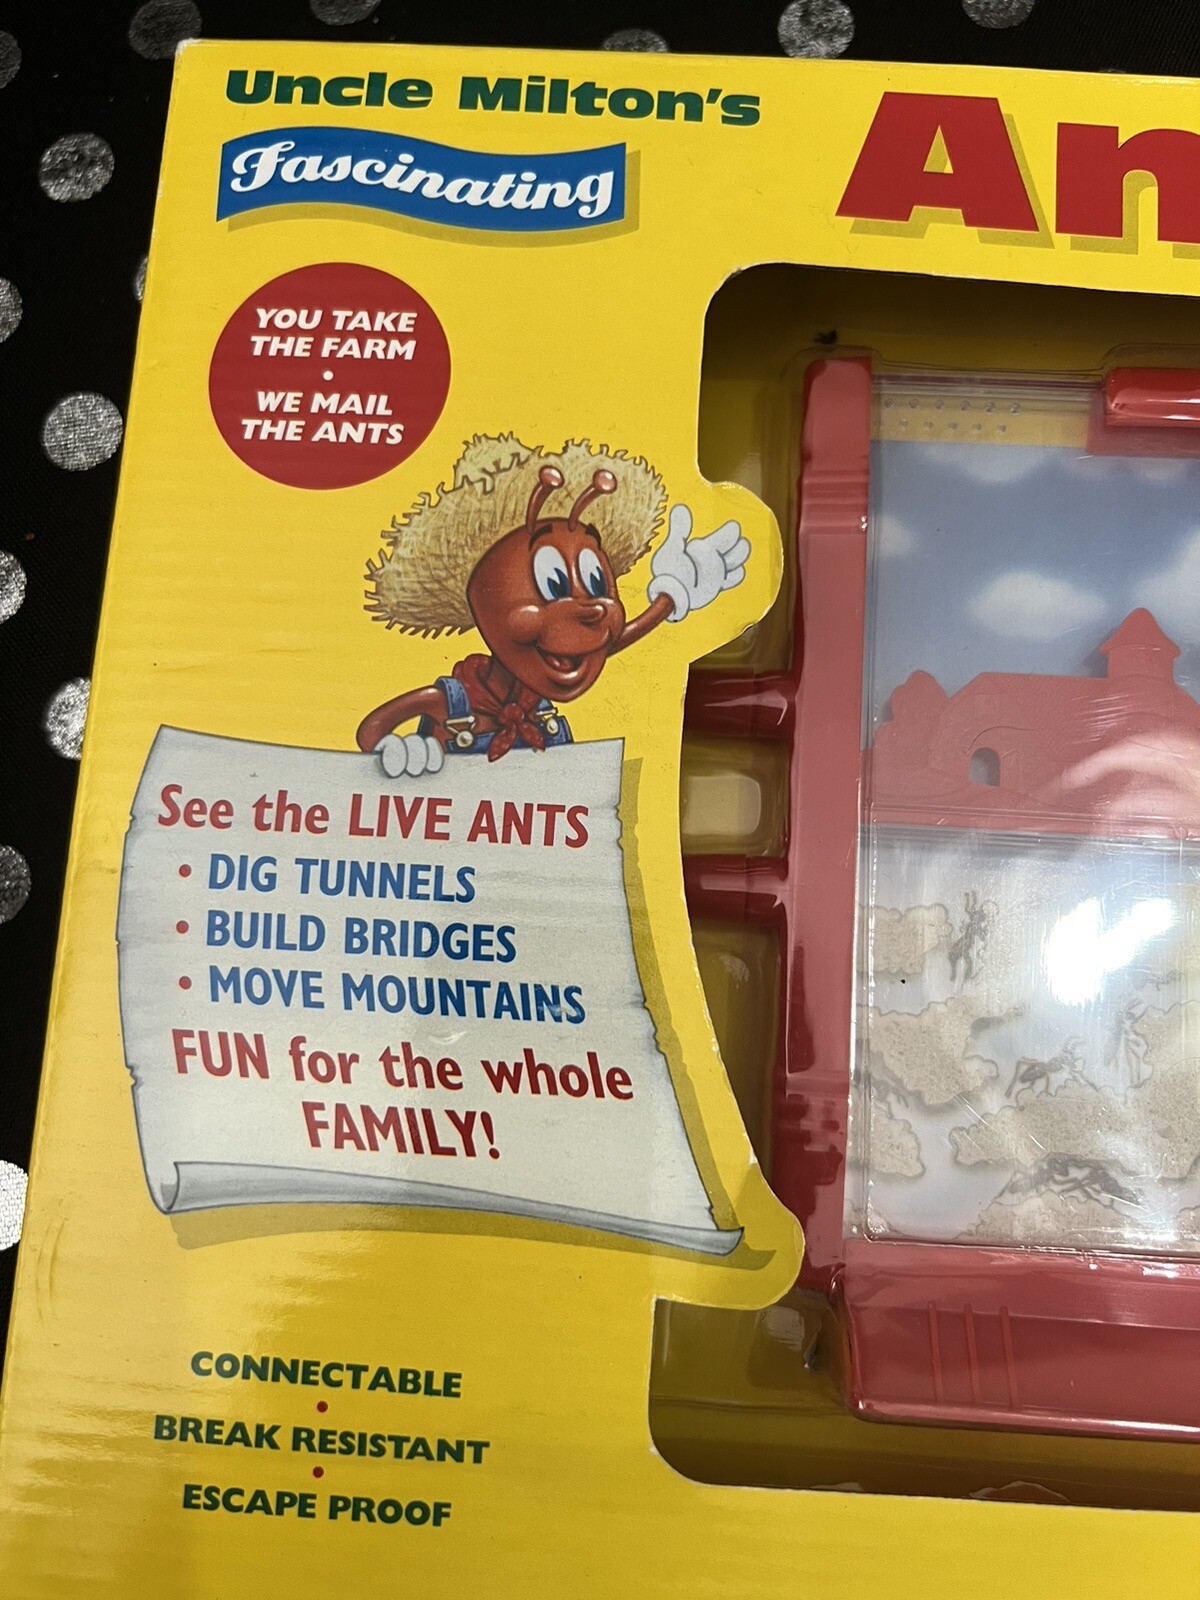 Uncle Milton's
Fascinating
An
YOU TAKE
THE FARM
•
WE MAIL
THE ANTS
See the LIVE ANTS
• DIG TUNNELS
• BUILD BRIDGES
• MOVE MOUNTAINS
FUN for the whole
FAMILY!
CONNECTABLE
•
BREAK RESISTANT
•
ESCAPE PROOF